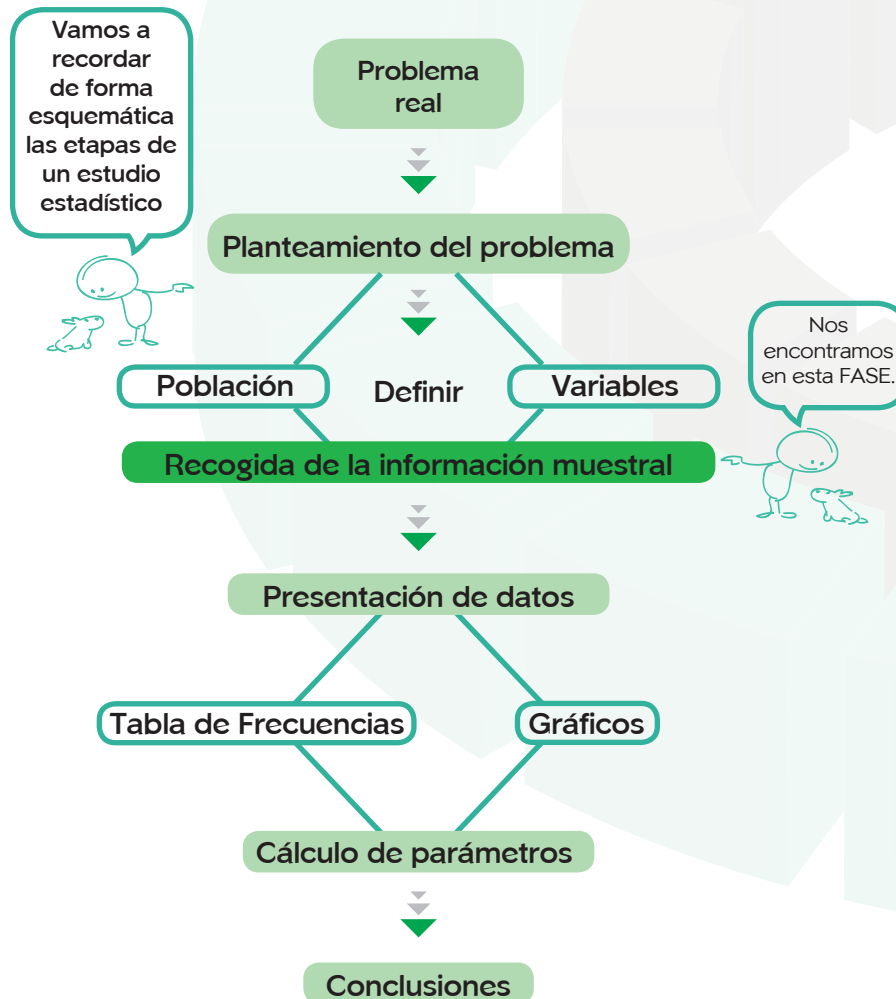 Vamos a
recordar
de forma
esquemática
las etapas de
un estudio
estadístico
Problema
real
Planteamiento del problema
Población
Definir
Variables
Nos
encontramos
en esta FASE.
Recogida de la información muestral
Presentación de datos
Tabla de Frecuencias
Gráficos
Cálculo de parámetros
Conclusiones